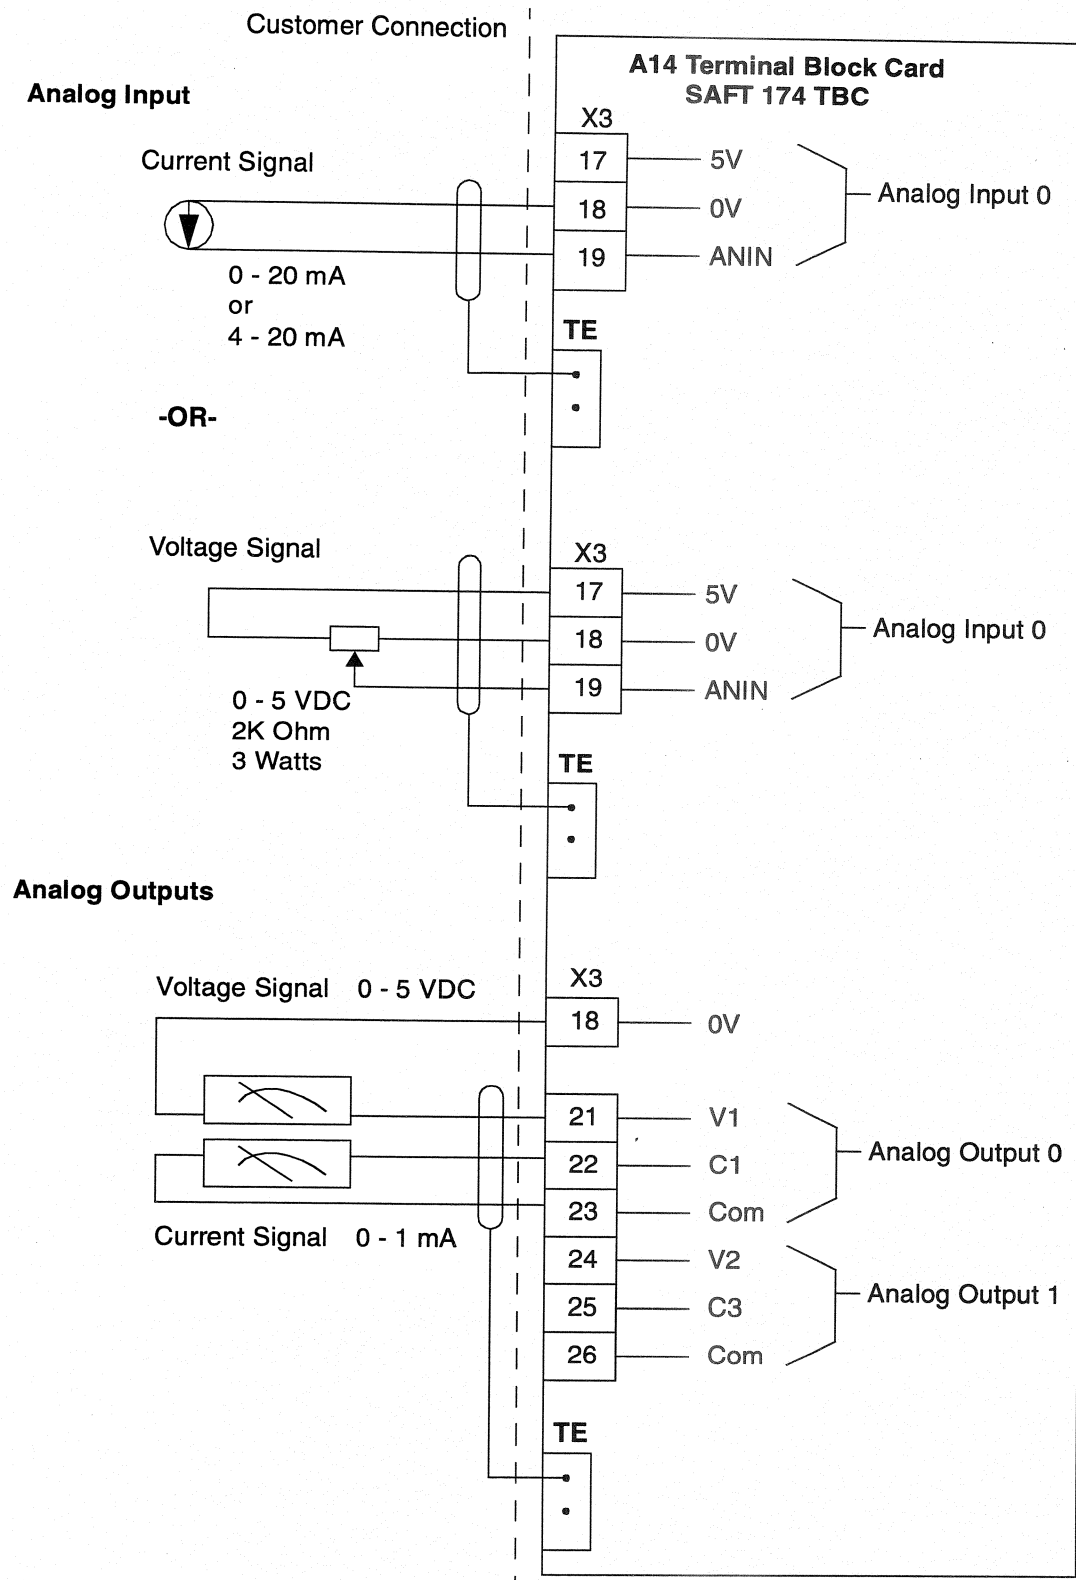 Customer Connection
A14 Terminal Block Card
SAFT 174 TBC
Analog Input
X3
Current Signal
17 5V
18 0V
19 ANIN
Analog Input 0
0 - 20 mA
or
4 - 20 mA
TE
-OR-
Voltage Signal
X3
17 5V
18 0V
19 ANIN
Analog Input 0
0 - 5 VDC
2K Ohm
3 Watts
TE
Analog Outputs
Voltage Signal 0 - 5 VDC
X3
18 0V
21 V1
22 C1
23 Com
Analog Output 0
Current Signal 0 - 1 mA
24 V2
25 C3
26 Com
Analog Output 1
TE